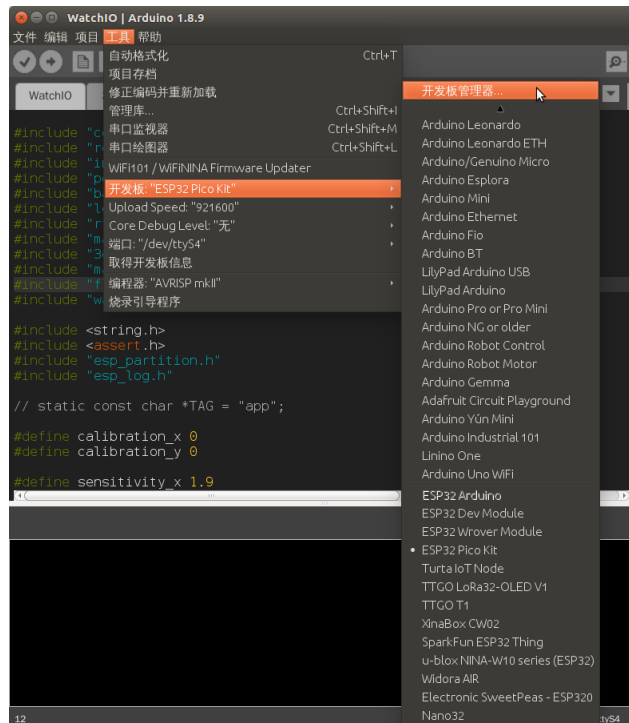 WatchIO | Arduino 1.8.9
文件 编辑 项目 工具 帮助
自动格式化 Ctrl+T
项目存档
修正编码并重新加载
管理库... Ctrl+Shift+I
串口监视器 Ctrl+Shift+M
串口绘图器 Ctrl+Shift+L
WiFi101 / WiFiNINA Firmware Updater
开发板: "ESP32 Pico Kit"
Upload Speed: "921600"
Core Debug Level: "无"
端口: "/dev/ttyS4"
取得开发板信息
编程器: "AVRISP mkII"
烧录引导程序
开发板管理器...
Arduino Leonardo
Arduino Leonardo ETH
Arduino/Genuino Micro
Arduino Esplora
Arduino Mini
Arduino Ethernet
Arduino Fio
Arduino BT
LilyPad Arduino USB
LilyPad Arduino
Arduino Pro or Pro Mini
Arduino NG or older
Arduino Robot Control
Arduino Robot Motor
Arduino Gemma
Adafruit Circuit Playground
Arduino Yún Mini
Arduino Industrial 101
Linino One
Arduino Uno WiFi
ESP32 Arduino
ESP32 Dev Module
ESP32 Wrover Module
ESP32 Pico Kit
Turta IoT Node
TTGO LoRa32-OLED V1
TTGO T1
XinaBox CW02
SparkFun ESP32 Thing
u-blox NINA-W10 series (ESP32)
Widora AIR
Electronic SweetPeas - ESP320
Nano32
WatchIO
#include "c
#include "r
#include "i
#include "p
#include "b
#include "l
#include "r
#include "m
#include "3
#include "m
#include "f
#include "w
#include <string.h>
#include <assert.h>
#include "esp_partition.h"
#include "esp_log.h"
// static const char *TAG = "app";
#define calibration_x 0
#define calibration_y 0
#define sensitivity_x 1.9
12
tyS4